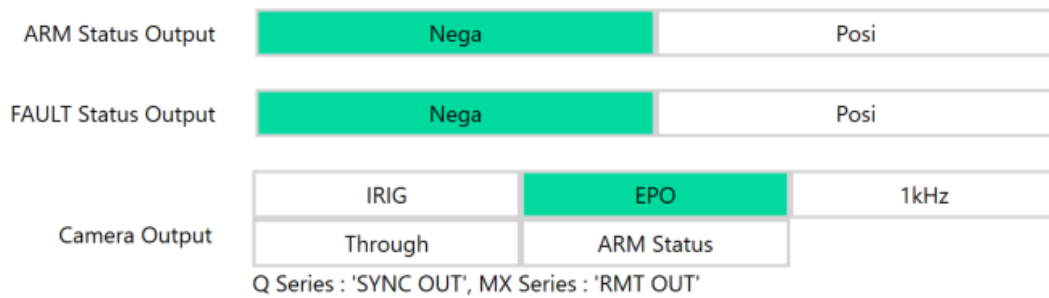 ARM Status Output Nega Posi
FAULT Status Output Nega Posi
IRIG EPO 1kHz
Camera Output
Through ARM Status
Q Series : 'SYNC OUT', MX Series : 'RMT OUT'